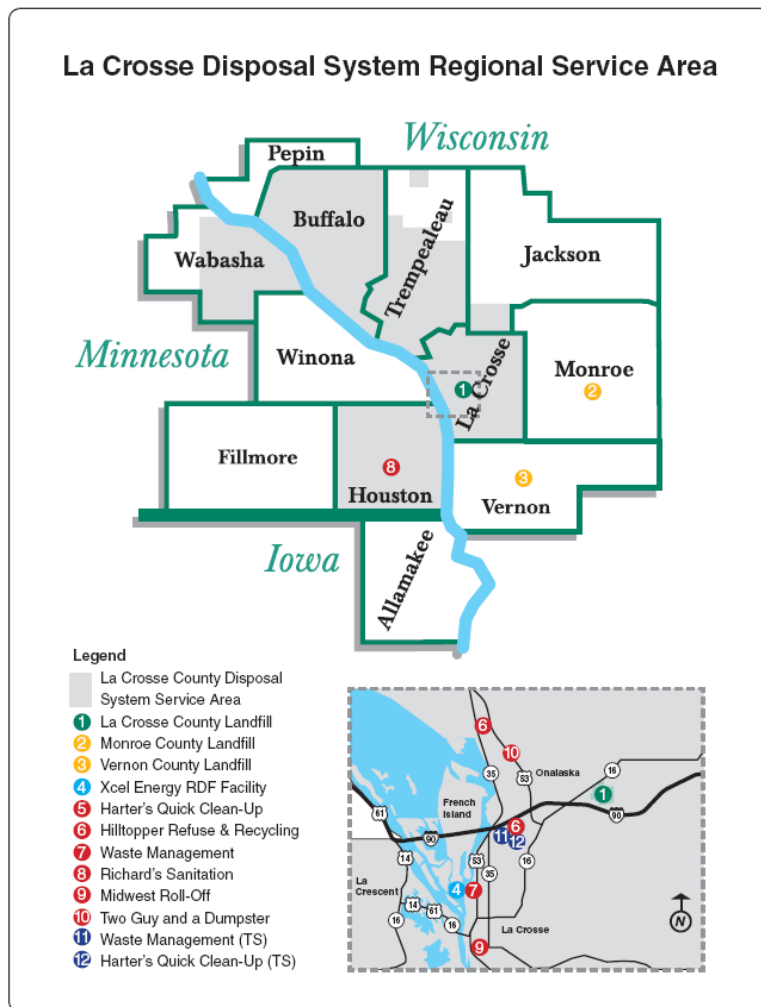 La Crosse Disposal System Regional Service Area
Wisconsin
Pepin
Buffalo
Trempealeau
Jackson
Wabasha
Minnesota
Winona
La Crosse
1
Monroe
2
Fillmore
8
Houston
3
Vernon
Iowa
Allamakee
Legend
La Crosse County Disposal
System Service Area
1 La Crosse County Landfill
2 Monroe County Landfill
3 Vernon County Landfill
4 Xcel Energy RDF Facility
5 Harter's Quick Clean-Up
6 Hilltopper Refuse & Recycling
7 Waste Management
8 Richard's Sanitation
9 Midwest Roll-Off
10 Two Guy and a Dumpster
11 Waste Management (TS)
12 Harter's Quick Clean-Up (TS)
6
10
35
53
Onalaska
16
1
French
Island
61
90
6
11
12
90
14
53
35
16
La
Crescent
4
7
14
61
16
16
La Crosse
9
N